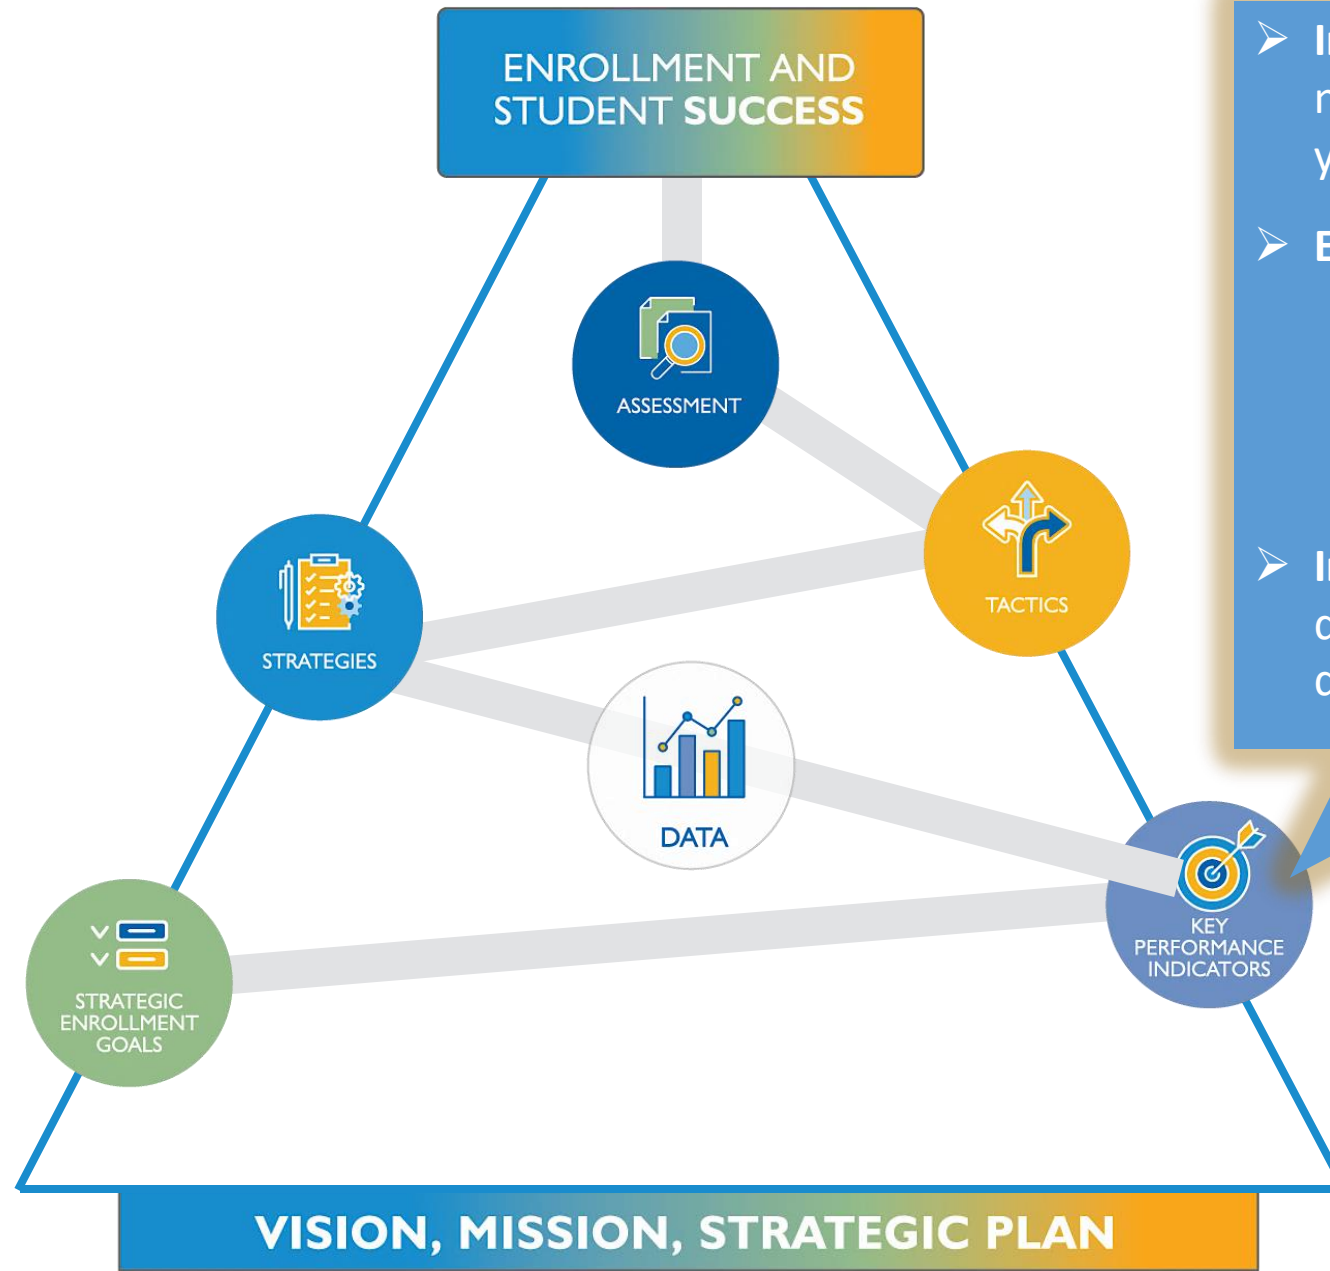 ENROLLMENT AND
STUDENT SUCCESS
ASSESSMENT
TACTICS
STRATEGIES
DATA
KEY
PERFORMANCE
INDICATORS
STRATEGIC
ENROLLMENT
GOALS
VISION, MISSION, STRATEGIC PLAN